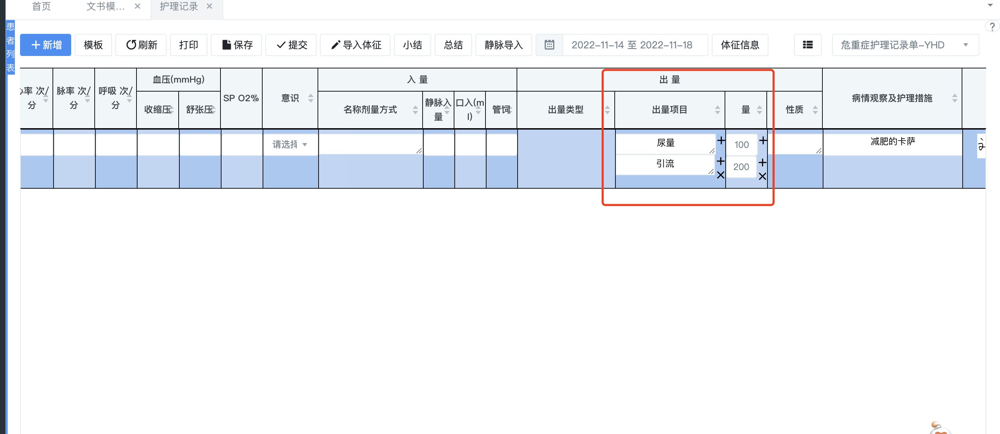 首页 文书模... × 护理记录 ×
患者列表
?
+新增 模板 刷新 打印 保存 提交 导入体征 小结 总结 静脉导入 2022-11-14 至 2022-11-18 体征信息 危重症护理记录单-YHD
血压(mmHg) 入 量 出 量
率 次/分 脉率 次/分 呼吸 次/分 收缩压 舒张压 SP O2% 意识 名称剂量方式 静脉入量 口入(ml) 管饲 出量类型 出量项目 量 性质 病情观察及护理措施
请选择 尿量 + 100 + 减肥的卡萨
引流 + × 200 + ×